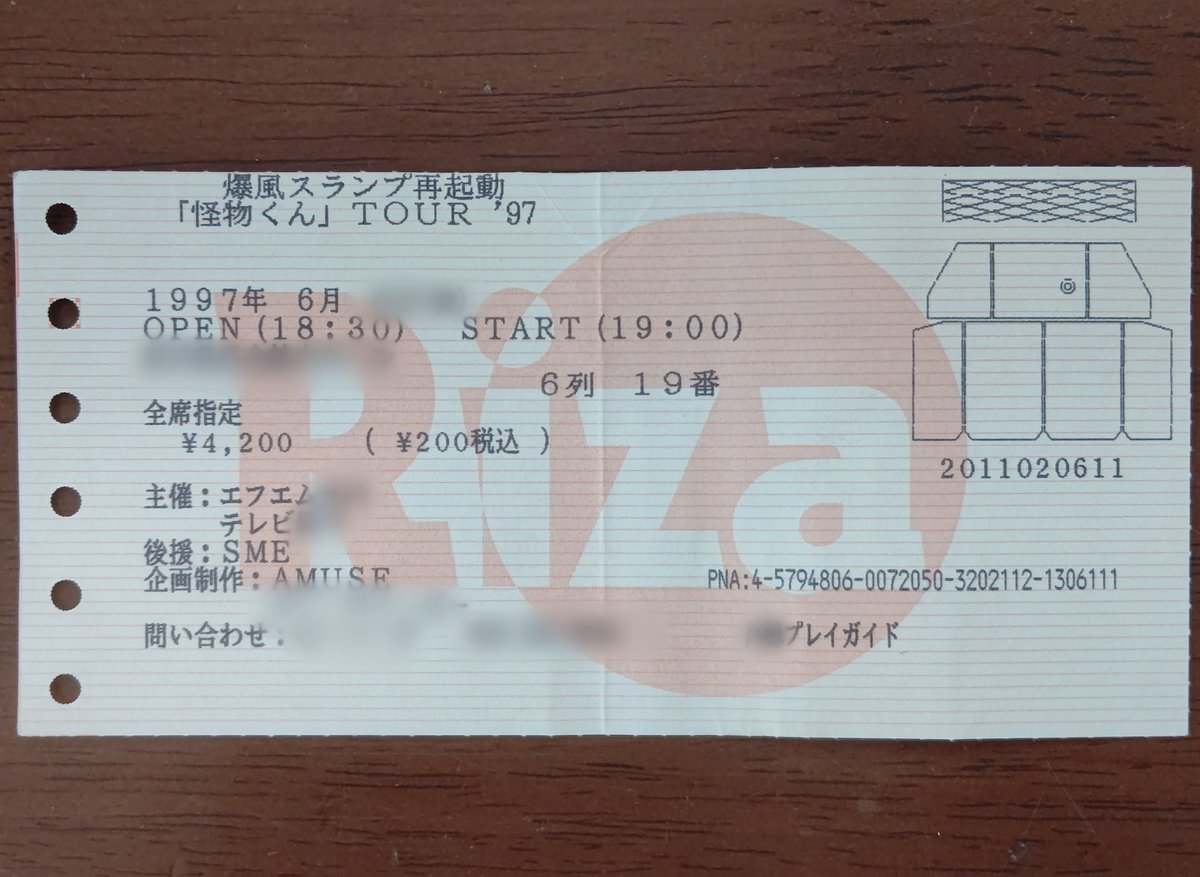 爆風スランプ再起動
「怪物くん」TOUR '97
1997年 6月
OPEN(18:30) START(19:00)
6列 19番
全席指定
¥4,200 ( ¥200税込 )
主催:エフエム
テレビ
後援:SME
企画制作:AMUSE
問い合わせ: プレイガイド
2011020611
PNA:4-5794806-0072050-3202112-1306111
Riza